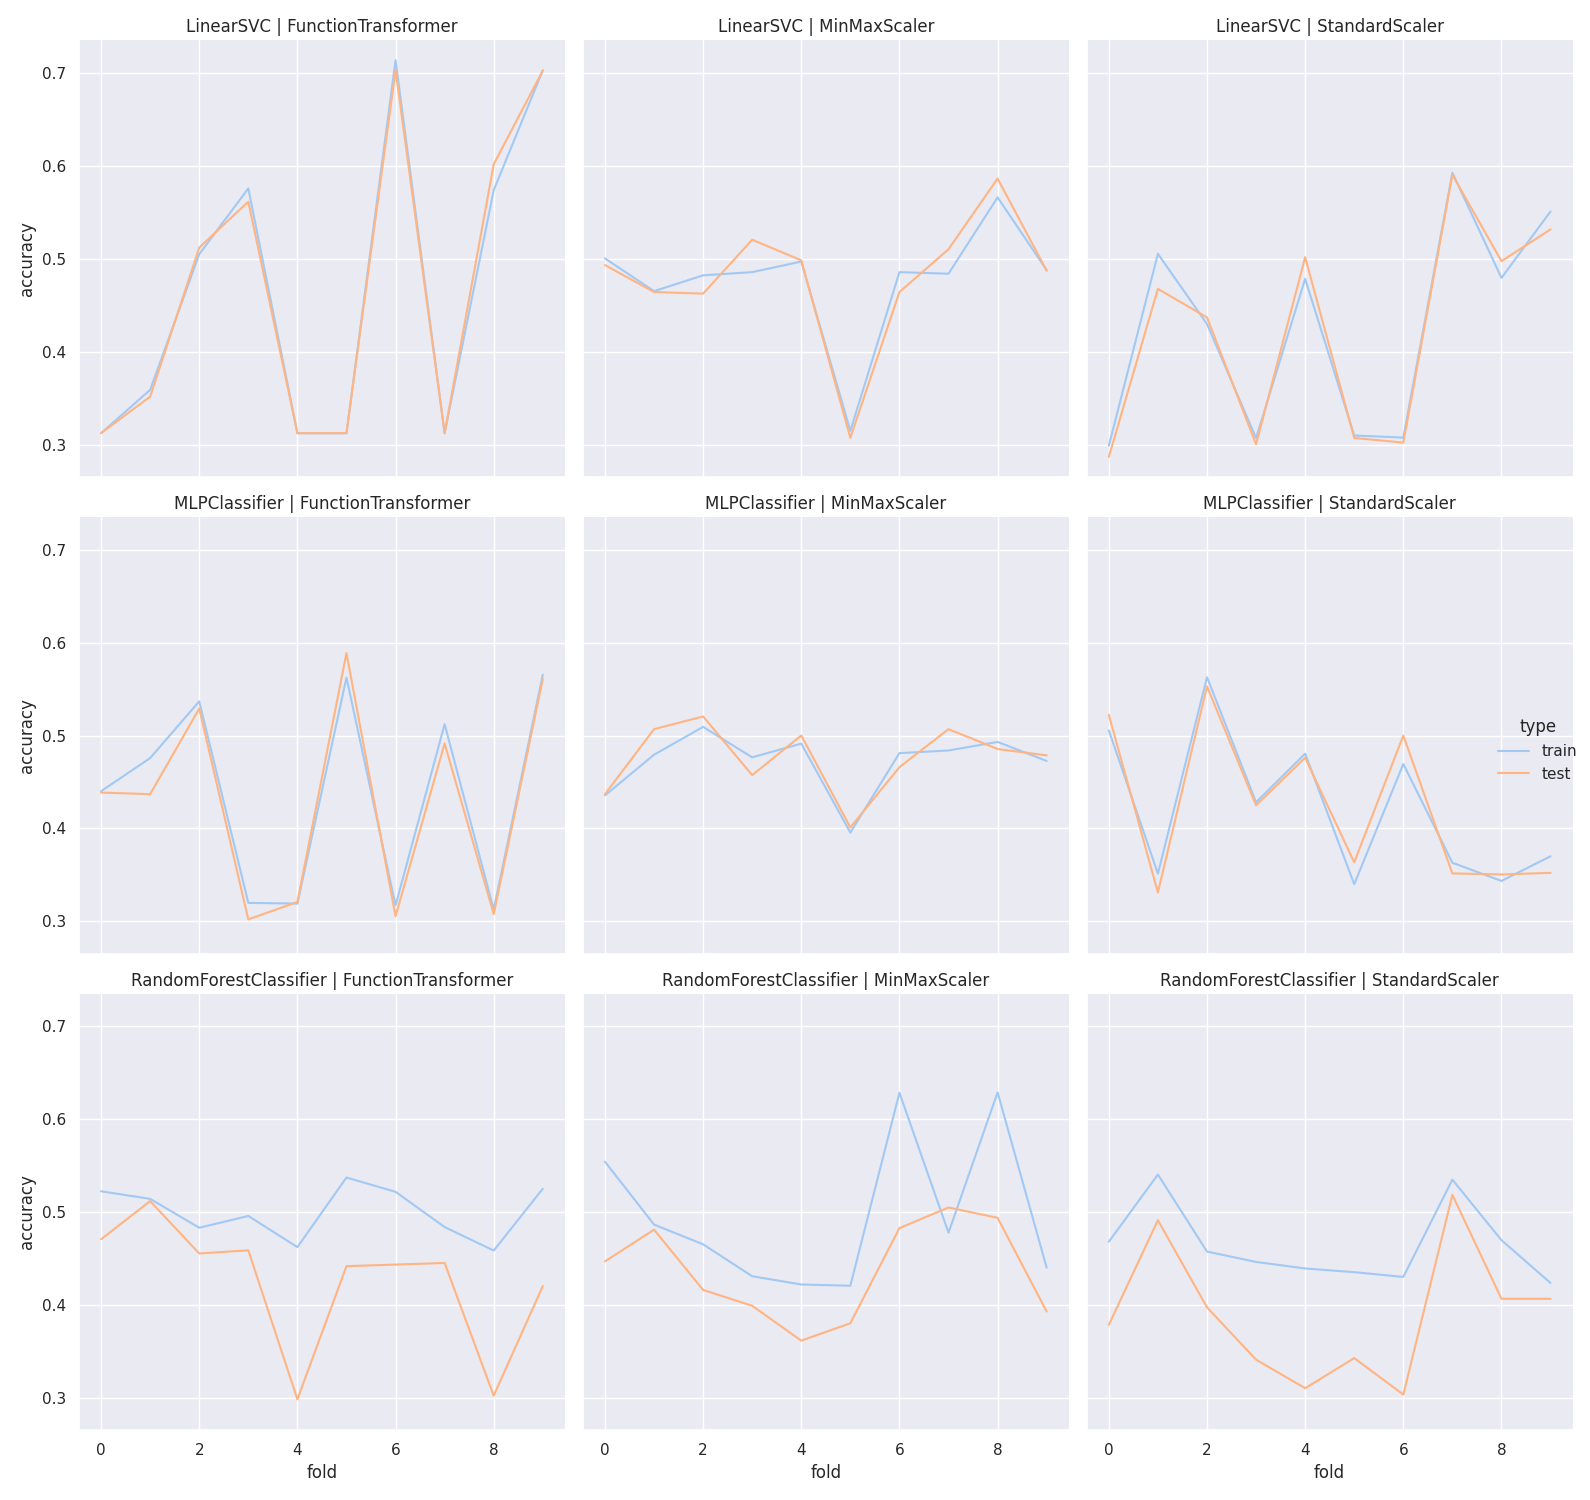 LinearSVC | FunctionTransformer
LinearSVC | MinMaxScaler
LinearSVC | StandardScaler
0.7
0.6
0.5
0.4
0.3
accuracy
MLPClassifier | FunctionTransformer
MLPClassifier | MinMaxScaler
MLPClassifier | StandardScaler
0.7
0.6
0.5
0.4
0.3
accuracy
type
train
test
RandomForestClassifier | FunctionTransformer
RandomForestClassifier | MinMaxScaler
RandomForestClassifier | StandardScaler
0.7
0.6
0.5
0.4
0.3
accuracy
0 2 4 6 8
fold
0 2 4 6 8
fold
0 2 4 6 8
fold